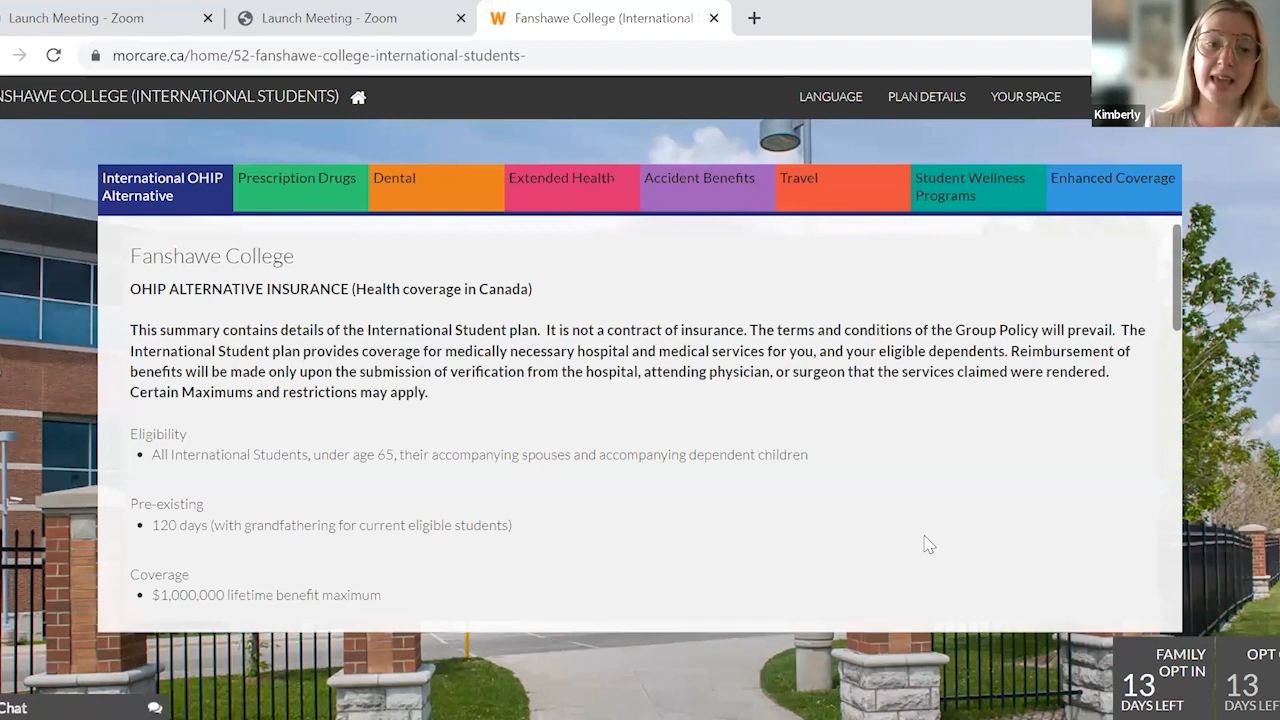 Launch Meeting - Zoom
Launch Meeting - Zoom
Fanshawe College (International
morcare.ca/home/52-fanshawe-college-international-students-
NSHAWE COLLEGE (INTERNATIONAL STUDENTS)
LANGUAGE
PLAN DETAILS
YOUR SPACE
Kimberly
International OHIP
Alternative
Prescription Drugs
Dental
Extended Health
Accident Benefits
Travel
Student Wellness
Programs
Enhanced Coverage
Fanshawe College
OHIP ALTERNATIVE INSURANCE (Health coverage in Canada)
This summary contains details of the International Student plan. It is not a contract of insurance. The terms and conditions of the Group Policy will prevail. The
International Student plan provides coverage for medically necessary hospital and medical services for you, and your eligible dependents. Reimbursement of
benefits will be made only upon the submission of verification from the hospital, attending physician, or surgeon that the services claimed were rendered.
Certain Maximums and restrictions may apply.
Eligibility
• All International Students, under age 65, their accompanying spouses and accompanying dependent children
Pre-existing
• 120 days (with grandfathering for current eligible students)
Coverage
• $1,000,000 lifetime benefit maximum
FAMILY
OPT IN
13
DAYS LEFT
OPT
13
DAYS LEF
Chat